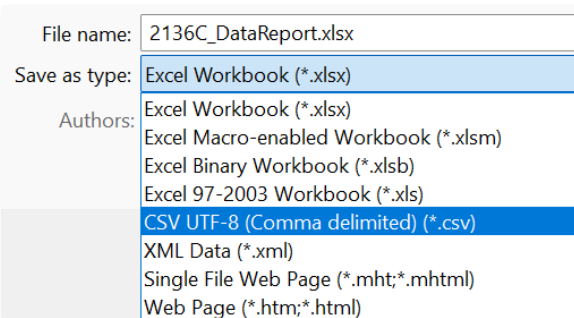 File name: 2136C_DataReport.xlsx
Save as type: Excel Workbook (*.xlsx)
Authors: Excel Workbook (*.xlsx)
Excel Macro-enabled Workbook (*.xlsm)
Excel Binary Workbook (*.xlsb)
Excel 97-2003 Workbook (*.xls)
CSV UTF-8 (Comma delimited) (*.csv)
XML Data (*.xml)
Single File Web Page (*.mht;*.mhtml)
Web Page (*.htm;*.html)